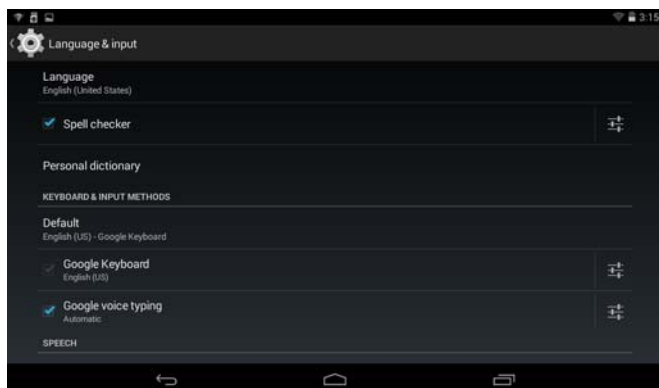 3:15
Language & input
Language
English (United States)
Spell checker
Personal dictionary
KEYBOARD & INPUT METHODS
Default
English (US) - Google Keyboard
Google Keyboard
English (US)
Google voice typing
Automatic
SPEECH